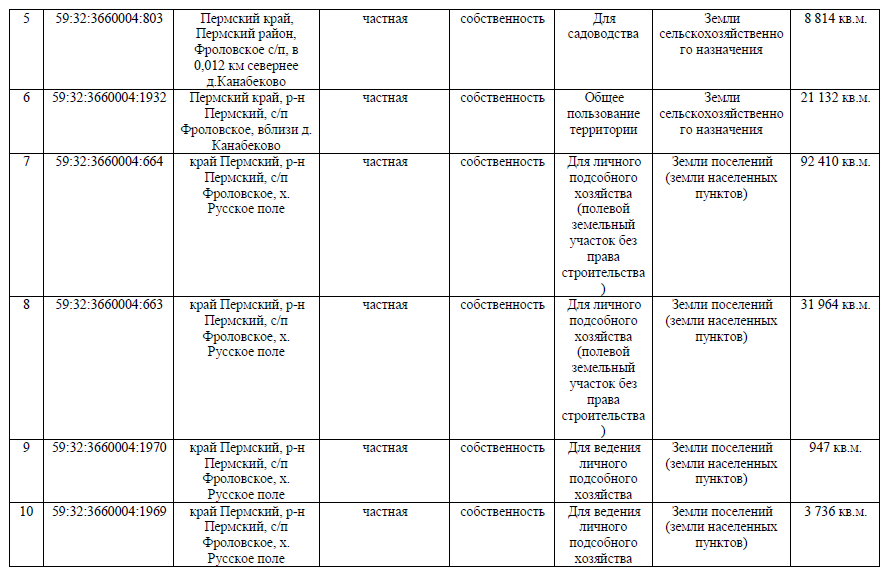 5 59:32:3660004:803 Пермский край, частная собственность Для Земли 8 814 кв.м.
Пермский район, садоводства сельскохозяйственно
Фроловское с/п, в го назначения
0,012 км севернее
д.Канабеково
6 59:32:3660004:1932 Пермский край, р-н частная собственность Общее Земли 21 132 кв.м.
Пермский, с/п пользование сельскохозяйственно
Фроловское, вблизи д. территории го назначения
Канабеково
7 59:32:3660004:664 край Пермский, р-н частная собственность Для личного Земли поселений 92 410 кв.м.
Пермский, с/п подсобного (земли населенных
Фроловское, х. хозяйства пунктов)
Русское поле (полевой
земельный
участок без
права
строительства
)
8 59:32:3660004:663 край Пермский, р-н частная собственность Для личного Земли поселений 31 964 кв.м.
Пермский, с/п подсобного (земли населенных
Фроловское, х. хозяйства пунктов)
Русское поле (полевой
земельный
участок без
права
строительства
)
9 59:32:3660004:1970 край Пермский, р-н частная собственность Для ведения Земли поселений 947 кв.м.
Пермский, с/п личного (земли населенных
Фроловское, х. подсобного пунктов)
Русское поле хозяйства
10 59:32:3660004:1969 край Пермский, р-н частная собственность Для ведения Земли поселений 3 736 кв.м.
Пермский, с/п личного (земли населенных
Фроловское, х. подсобного пунктов)
Русское поле хозяйства